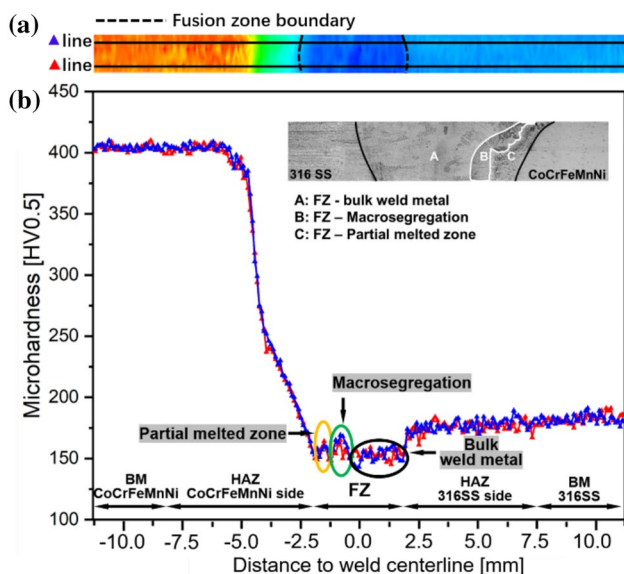 Fusion zone boundary
(a)
line
line
(b)
450
400
350
300
250
200
150
100
Microhardness [HV0.5]
316 SS
A
B
C
CoCrFeMnNi
A: FZ - bulk weld metal
B: FZ – Macrosegregation
C: FZ – Partial melted zone
Macrosegregation
Partial melted zone
Bulk
weld metal
BM
CoCrFeMnNi
HAZ
CoCrFeMnNi side
FZ
HAZ
316SS side
BM
316SS
-10.0 -7.5 -5.0 -2.5 0.0 2.5 5.0 7.5 10.0
Distance to weld centerline [mm]